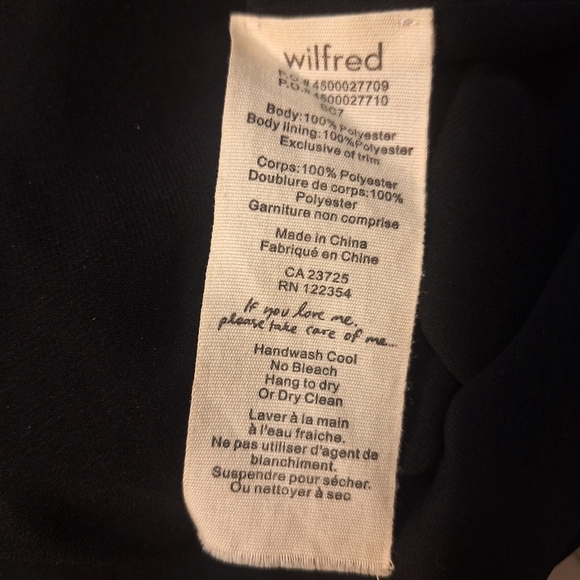 wilfred
P.O.# 4500027709
P.O.# 4500027710
SC7
Body:100% Polyester
Body lining:100%Polyester
Exclusive of trim
Corps:100% Polyester
Doublure de corps:100%
Polyester
Garniture non comprise
Made in China
Fabriqué en Chine
CA 23725
RN 122354
If you love me,
please take care of me...
Handwash Cool
No Bleach
Hang to dry
Or Dry Clean
Laver à la main
à l'eau fraiche.
Ne pas utiliser d'agent de
blanchiment.
Suspendre pour sécher.
Ou nettoyer à sec